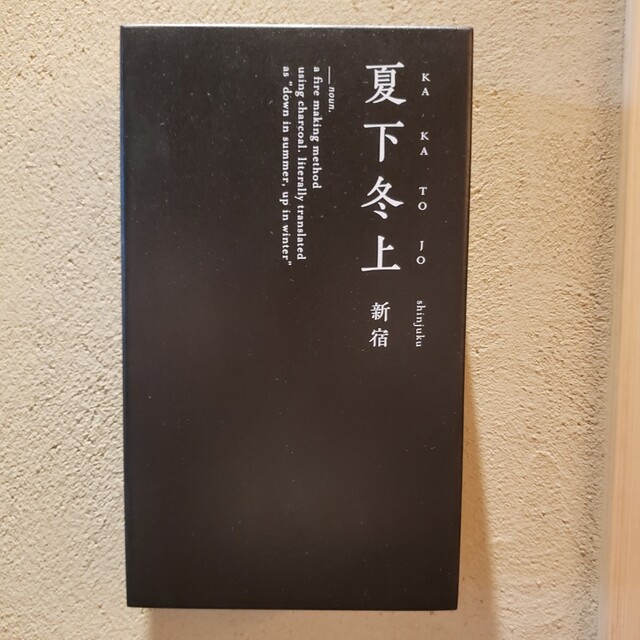 夏下冬上
KA KA TO JO
新宿
shinjuku
— noun.
a fire making method
using charcoal. literally translated
as "down in summer, up in winter"